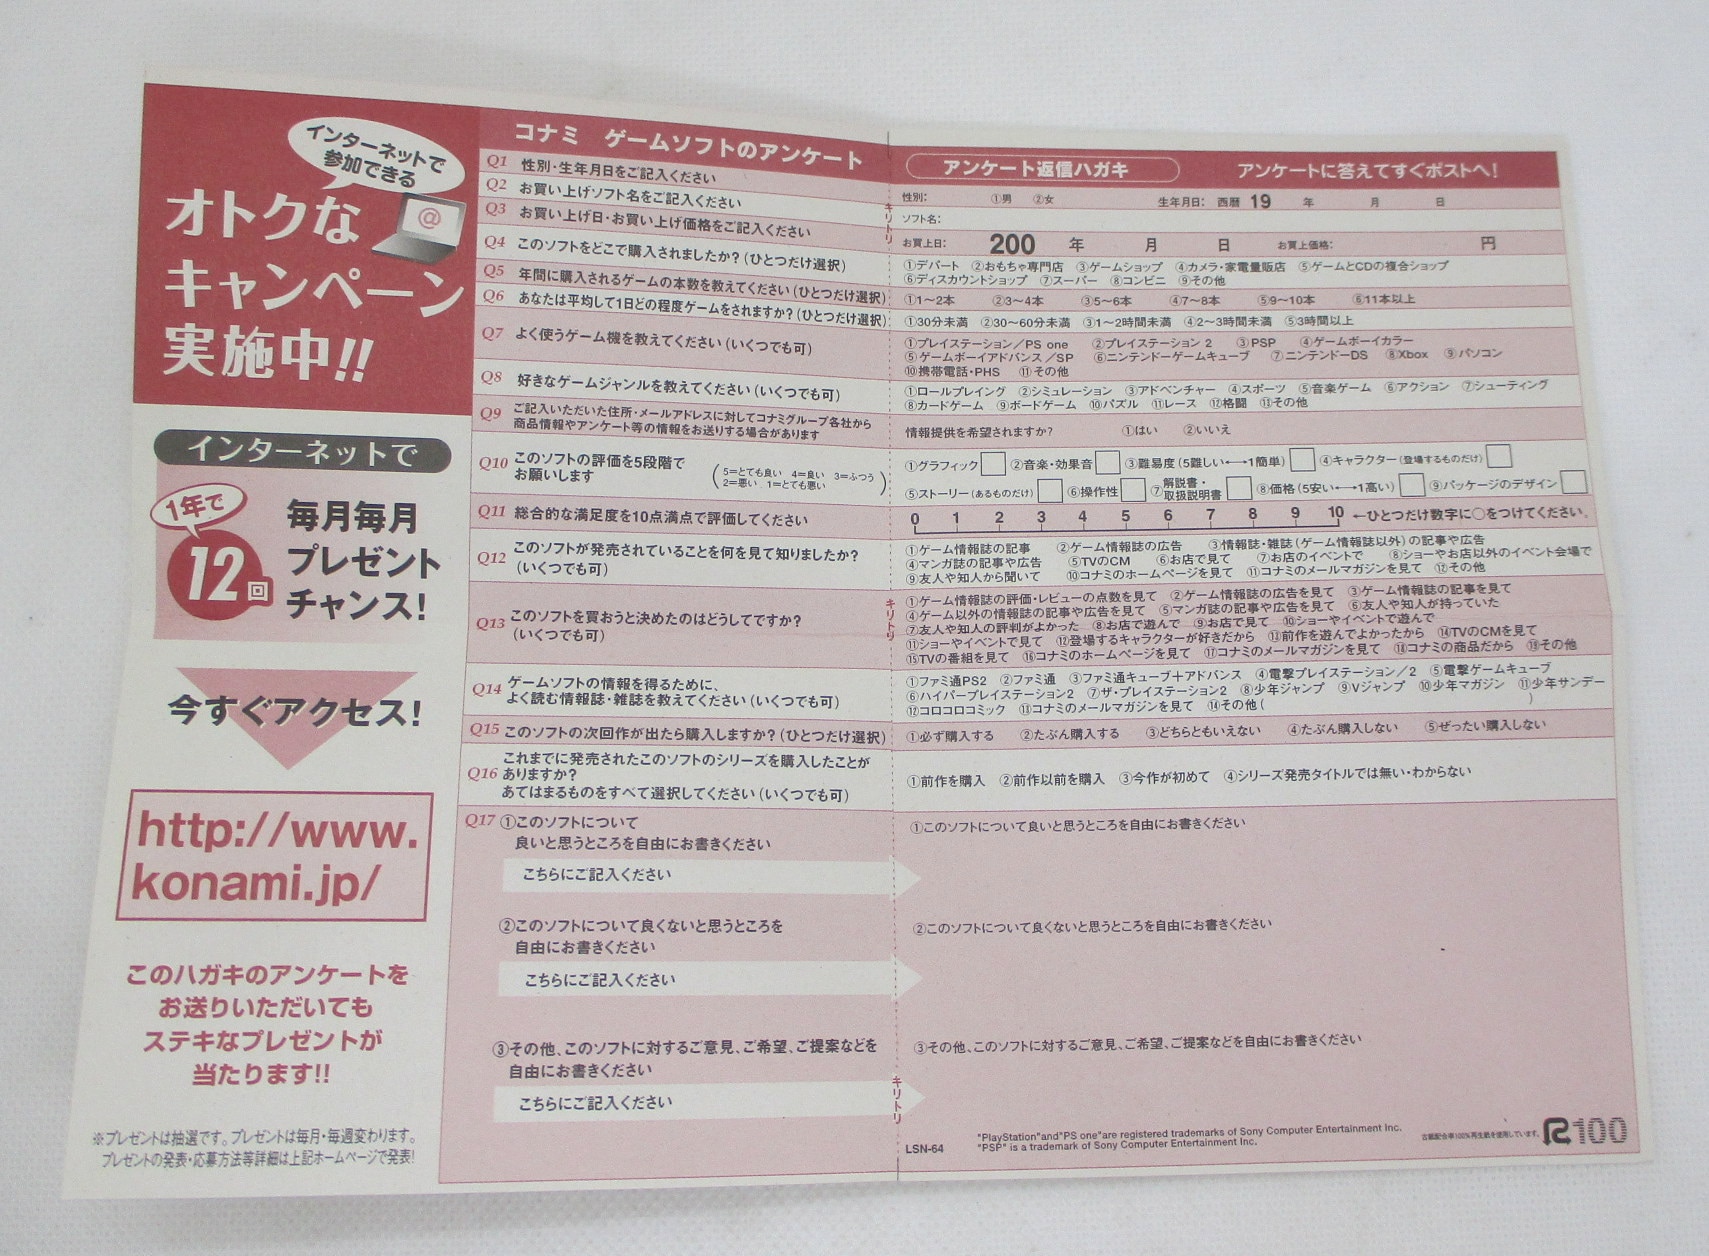 インターネットで
参加できる
オトクな
キャンペーン
実施中!!
@
インターネットで
1年で
12回
毎月毎月
プレゼント
チャンス!
今すぐアクセス!
http://www.
konami.jp/
このハガキのアンケートを
お送りいただいても
ステキなプレゼントが
当たります!!
※プレゼントは抽選です。プレゼントは毎月・毎週変わります。
プレゼントの発表・応募方法等詳細は上記ホームページで発表!
コナミ ゲームソフトのアンケート
Q1 性別・生年月日をご記入ください
Q2 お買い上げソフト名をご記入ください
Q3 お買い上げ日・お買い上げ価格をご記入ください
Q4 このソフトをどこで購入されましたか?(ひとつだけ選択)
Q5 年間に購入されるゲームの本数を教えてください(ひとつだけ選択)
Q6 あなたは平均して1日どの程度ゲームをされますか?(ひとつだけ選択)
Q7 よく使うゲーム機を教えてください(いくつでも可)
Q8 好きなゲームジャンルを教えてください(いくつでも可)
Q9 ご記入いただいた住所・メールアドレスに対してコナミグループ各社から
商品情報やアンケート等の情報をお送りする場合があります
Q10 このソフトの評価を5段階で
お願いします
(5=とても良い 4=良い 3=ふつう
2=悪い 1=とても悪い)
Q11 総合的な満足度を10点満点で評価してください
Q12 このソフトが発売されていることを何を見て知りましたか?
(いくつでも可)
Q13 このソフトを買おうと決めたのはどうしてですか?
(いくつでも可)
Q14 ゲームソフトの情報を得るために、
よく読む情報誌・雑誌を教えてください(いくつでも可)
Q15 このソフトの次回作が出たら購入しますか?(ひとつだけ選択)
Q16 これまでに発売されたこのソフトのシリーズを購入したことが
ありますか?
あてはまるものをすべて選択してください(いくつでも可)
Q17 ①このソフトについて
良いと思うところを自由にお書きください
こちらにご記入ください
②このソフトについて良くないと思うところを
自由にお書きください
こちらにご記入ください
③その他、このソフトに対するご意見、ご希望、ご提案などを
自由にお書きください
こちらにご記入ください
キリトリ
キリトリ
キリトリ
アンケート返信ハガキ アンケートに答えてすぐポストへ!
性別: ①男 ②女 生年月日: 西暦 19 年 月 日
ソフト名:
お買上日: 200 年 月 日 お買上価格: 円
①デパート ②おもちゃ専門店 ③ゲームショップ ④カメラ・家電量販店 ⑤ゲームとCDの複合ショップ
⑥ディスカウントショップ ⑦スーパー ⑧コンビニ ⑨その他
①1〜2本 ②3〜4本 ③5〜6本 ④7〜8本 ⑤9〜10本 ⑥11本以上
①30分未満 ②30〜60分未満 ③1〜2時間未満 ④2〜3時間未満 ⑤3時間以上
①プレイステーション/PS one ②プレイステーション 2 ③PSP ④ゲームボーイカラー
⑤ゲームボーイアドバンス/SP ⑥ニンテンドーゲームキューブ ⑦ニンテンドーDS ⑧Xbox ⑨パソコン
⑩携帯電話・PHS ⑪その他
①ロールプレイング ②シミュレーション ③アドベンチャー ④スポーツ ⑤音楽ゲーム ⑥アクション ⑦シューティング
⑧カードゲーム ⑨ボードゲーム ⑩パズル ⑪レース ⑫格闘 ⑬その他
情報提供を希望されますか? ①はい ②いいえ
①グラフィック ②音楽・効果音 ③難易度(5難しい←→1簡単) ④キャラクター(登場するものだけ)
⑤ストーリー(あるものだけ) ⑥操作性 ⑦解説書・取扱説明書 ⑧価格(5安い←→1高い) ⑨パッケージのデザイン
0 1 2 3 4 5 6 7 8 9 10 ←ひとつだけ数字に○をつけてください。
①ゲーム情報誌の記事 ②ゲーム情報誌の広告 ③情報誌・雑誌(ゲーム情報誌以外)の記事や広告
④マンガ誌の記事や広告 ⑤TVのCM ⑥お店で見て ⑦お店のイベントで ⑧ショーやお店以外のイベント会場で
⑨友人や知人から聞いて ⑩コナミのホームページを見て ⑪コナミのメールマガジンを見て ⑫その他
①ゲーム情報誌の評価・レビューの点数を見て ②ゲーム情報誌の広告を見て ③ゲーム情報誌の記事を見て
④ゲーム以外の情報誌の記事や広告を見て ⑤マンガ誌の記事や広告を見て ⑥友人や知人が持っていた
⑦友人や知人の評判がよかった ⑧お店で遊んで ⑨お店で見て ⑩ショーやイベントで遊んで
⑪ショーやイベントで見て ⑫登場するキャラクターが好きだから ⑬前作を遊んでよかったから ⑭TVのCMを見て
⑮TVの番組を見て ⑯コナミのホームページを見て ⑰コナミのメールマガジンを見て ⑱コナミの商品だから ⑲その他
①ファミ通PS2 ②ファミ通 ③ファミ通キューブ+アドバンス ④電撃プレイステーション/2 ⑤電撃ゲームキューブ
⑥ハイパープレイステーション2 ⑦ザ・プレイステーション2 ⑧少年ジャンプ ⑨Vジャンプ ⑩少年マガジン ⑪少年サンデー
⑫コロコロコミック ⑬コナミのメールマガジンを見て ⑭その他( )
①必ず購入する ②たぶん購入する ③どちらともいえない ④たぶん購入しない ⑤ぜったい購入しない
①前作を購入 ②前作以前を購入 ③今作が初めて ④シリーズ発売タイトルでは無い・わからない
①このソフトについて良いと思うところを自由にお書きください
②このソフトについて良くないと思うところを自由にお書きください
③その他、このソフトに対するご意見、ご希望、ご提案などを自由にお書きください
LSN-64
"PlayStation"and"PS one"are registered trademarks of Sony Computer Entertainment Inc.
"PSP" is a trademark of Sony Computer Entertainment Inc.
古紙配合率100%再生紙を使用しています。 R100